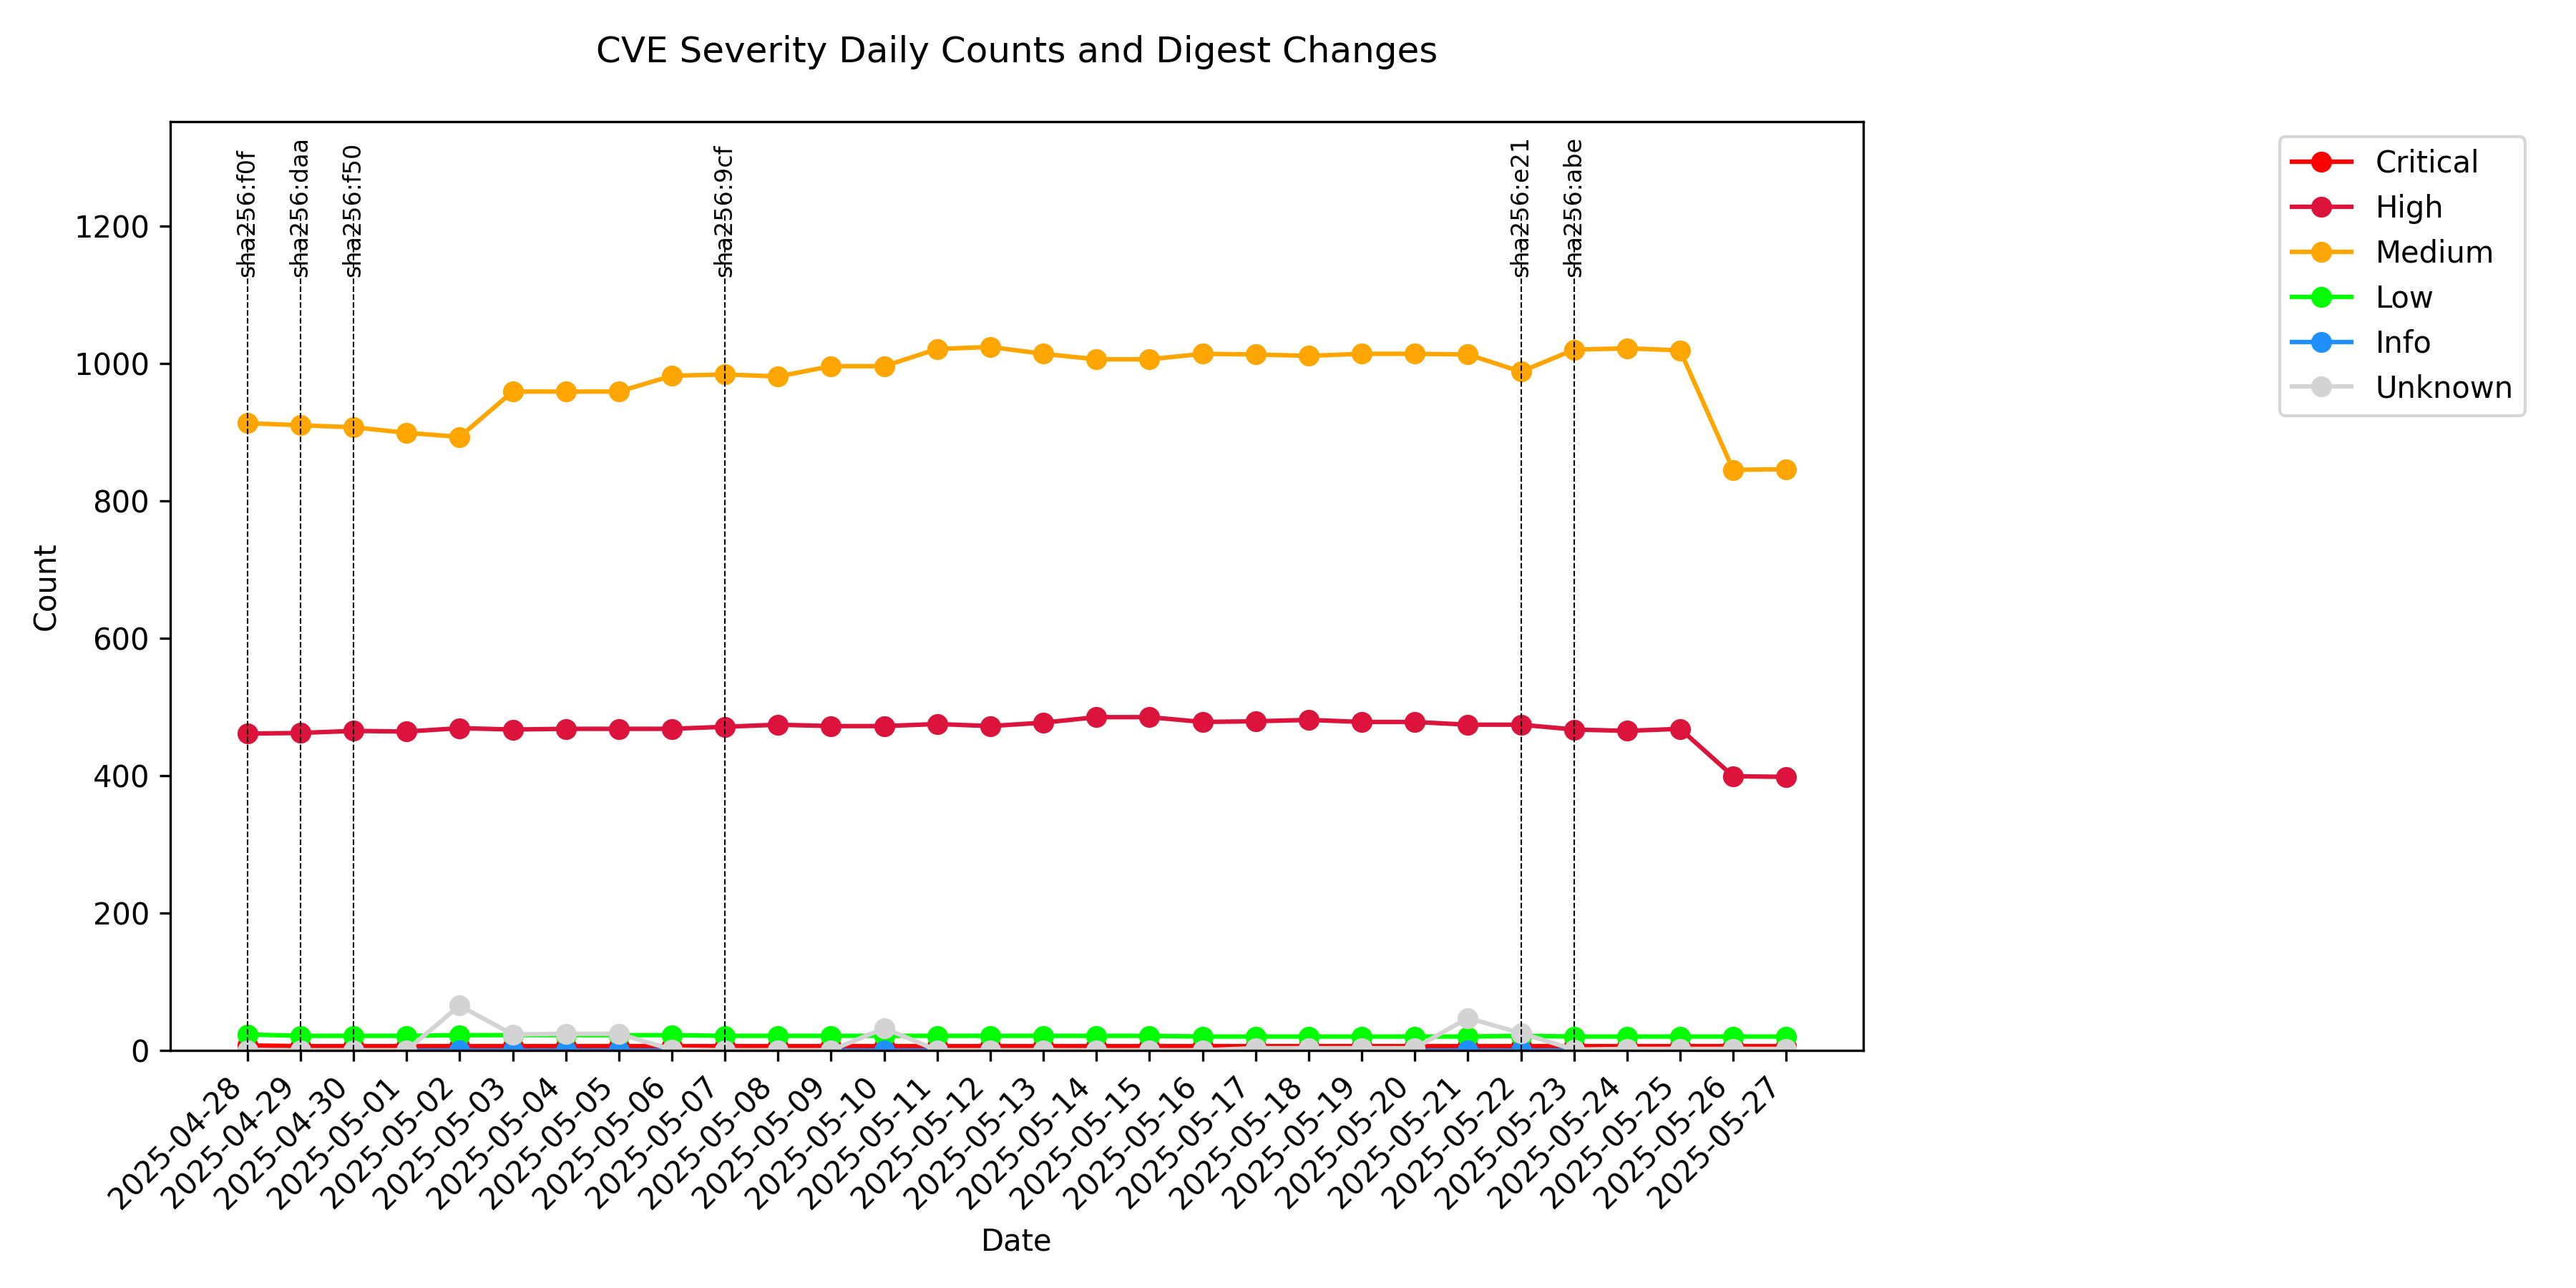 CVE Severity Daily Counts and Digest Changes
sha256:f0f
sha256:daa
sha256:f50
sha256:9cf
sha256:e21
sha256:abe
Critical
High
Medium
Low
Info
Unknown
1200
1000
800
600
400
200
0
Count
2025-04-28
2025-04-29
2025-04-30
2025-05-01
2025-05-02
2025-05-03
2025-05-04
2025-05-05
2025-05-06
2025-05-07
2025-05-08
2025-05-09
2025-05-10
2025-05-11
2025-05-12
2025-05-13
2025-05-14
2025-05-15
2025-05-16
2025-05-17
2025-05-18
2025-05-19
2025-05-20
2025-05-21
2025-05-22
2025-05-23
2025-05-24
2025-05-25
2025-05-26
2025-05-27
Date